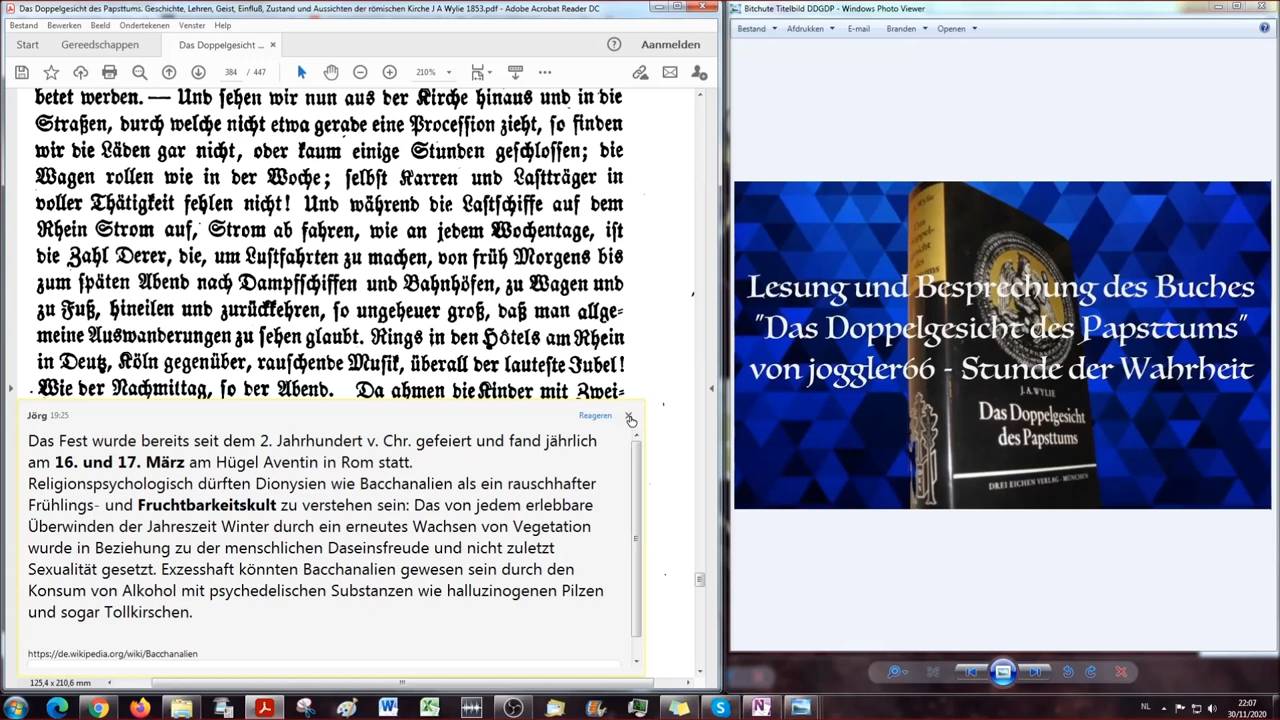 Das Doppelgesicht des Papsttums. Geschichte, Lehren, Geist, Einfluß, Zustand und Aussichten der römischen Kirche J A Wylie 1853.pdf - Adobe Acrobat Reader DC
Bestand Bewerken Beeld Ondertekenen Venster Help
Start Gereedschappen Das Doppelgesicht ... × Aanmelden
384 / 447 210%
betet werden. — Und sehen wir nun aus der Kirche hinaus und in die
Straßen, durch welche nicht etwa gerade eine Procession zieht, so finden
wir die Läden gar nicht, oder kaum einige Stunden geschlossen; die
Wagen rollen wie in der Woche; selbst Karren und Lastträger in
voller Thätigkeit fehlen nicht! Und während die Lastschiffe auf dem
Rhein Strom auf, Strom ab fahren, wie an jedem Wochentage, ist
die Zahl Derer, die, um Luftfahrten zu machen, von früh Morgens bis
zum späten Abend nach Dampfschiffen und Bahnhöfen, zu Wagen und
zu Fuß, hineilen und zurückkehren, so ungeheuer groß, daß man allge-
meine Auswanderungen zu sehen glaubt. Rings in den Hôtels am Rhein
in Deutz, Köln gegenüber, rauschende Musik, überall der lauteste Jubel!
Wie der Nachmittag, so der Abend. Da ahmen die Kinder mit Zwei-
Jörg 19:25 Reageren
Das Fest wurde bereits seit dem 2. Jahrhundert v. Chr. gefeiert und fand jährlich
am 16. und 17. März am Hügel Aventin in Rom statt.
Religionspsychologisch dürften Dionysien wie Bacchanalien als ein rauschhafter
Frühlings- und Fruchtbarkeitskult zu verstehen sein: Das von jedem erlebbare
Überwinden der Jahreszeit Winter durch ein erneutes Wachsen von Vegetation
wurde in Beziehung zu der menschlichen Daseinsfreude und nicht zuletzt
Sexualität gesetzt. Exzesshaft könnten Bacchanalien gewesen sein durch den
Konsum von Alkohol mit psychedelischen Substanzen wie halluzinogenen Pilzen
und sogar Tollkirschen.
https://de.wikipedia.org/wiki/Bacchanalien
125,4 x 210,6 mm
Bitchute Titelbild DDGDP - Windows Photo Viewer
Bestand Afdrukken E-mail Branden Openen
Lesung und Besprechung des Buches
"Das Doppelgesicht des Papsttums"
von joggler66 - Stunde der Wahrheit
J.A.WYLIE
Das Doppelgesicht
des Papsttums
DREI EICHEN VERLAG · MÜNCHEN
NL 22:07
30/11/2020